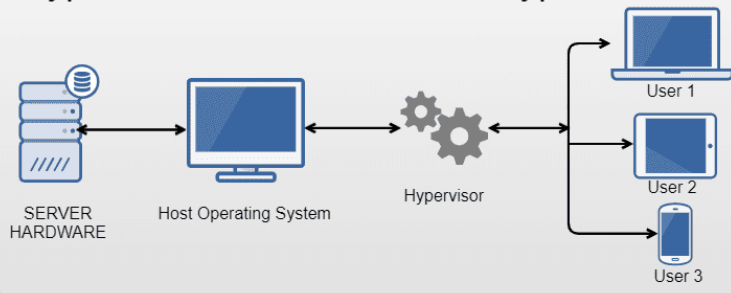 User 1
User 2
SERVER
HARDWARE
Host Operating System
Hypervisor
User 3